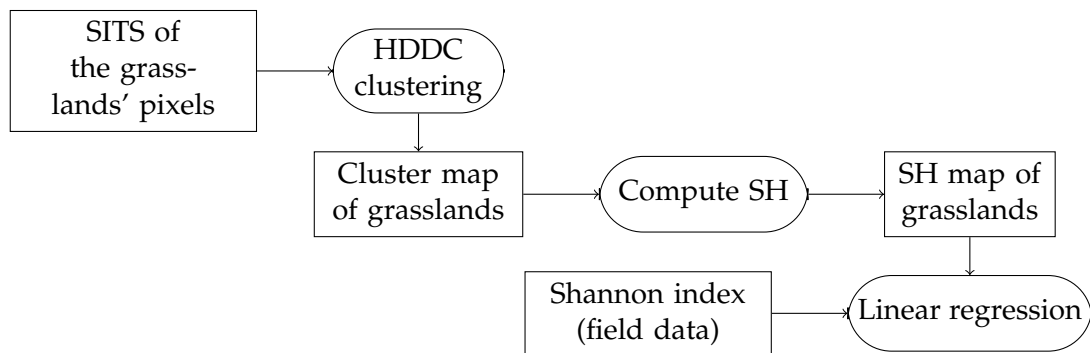 SITS of
the grass-
lands’ pixels
HDDC
clustering
Cluster map
of grasslands
Compute SH
SH map of
grasslands
Shannon index
(field data)
Linear regression